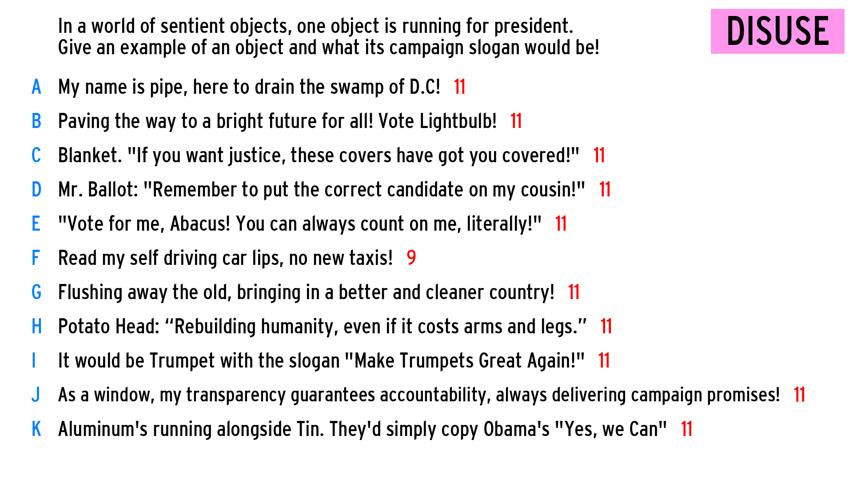 In a world of sentient objects, one object is running for president.
Give an example of an object and what its campaign slogan would be!
DISUSE
A My name is pipe, here to drain the swamp of D.C! 11
B Paving the way to a bright future for all! Vote Lightbulb! 11
C Blanket. "If you want justice, these covers have got you covered!" 11
D Mr. Ballot: "Remember to put the correct candidate on my cousin!" 11
E "Vote for me, Abacus! You can always count on me, literally!" 11
F Read my self driving car lips, no new taxis! 9
G Flushing away the old, bringing in a better and cleaner country! 11
H Potato Head: “Rebuilding humanity, even if it costs arms and legs.” 11
I It would be Trumpet with the slogan "Make Trumpets Great Again!" 11
J As a window, my transparency guarantees accountability, always delivering campaign promises! 11
K Aluminum's running alongside Tin. They'd simply copy Obama's "Yes, we Can" 11